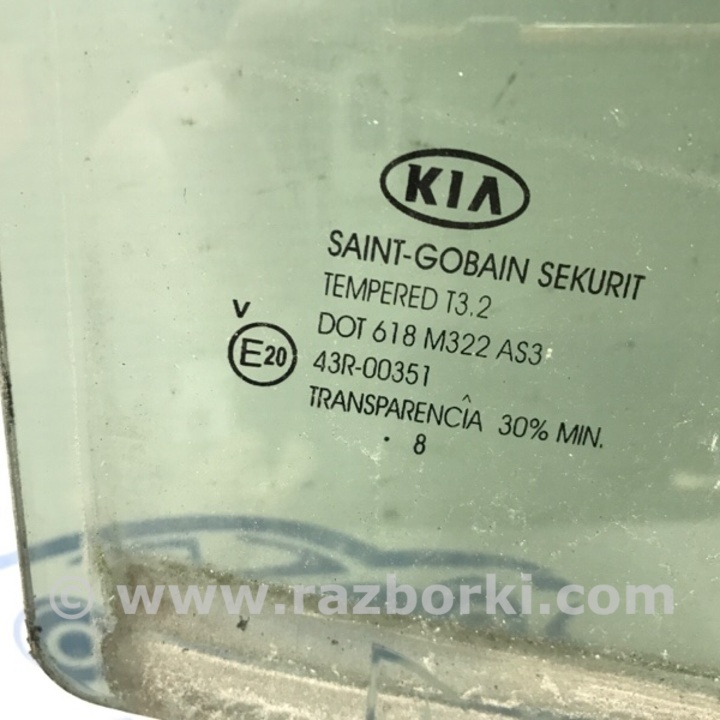 KIA
SAINT-GOBAIN SEKURIT
TEMPERED T3.2
DOT 618 M322 AS3
V
E20
43R-00351
TRANSPARENCÎA 30% MIN.
· 8
© www.razborki.com